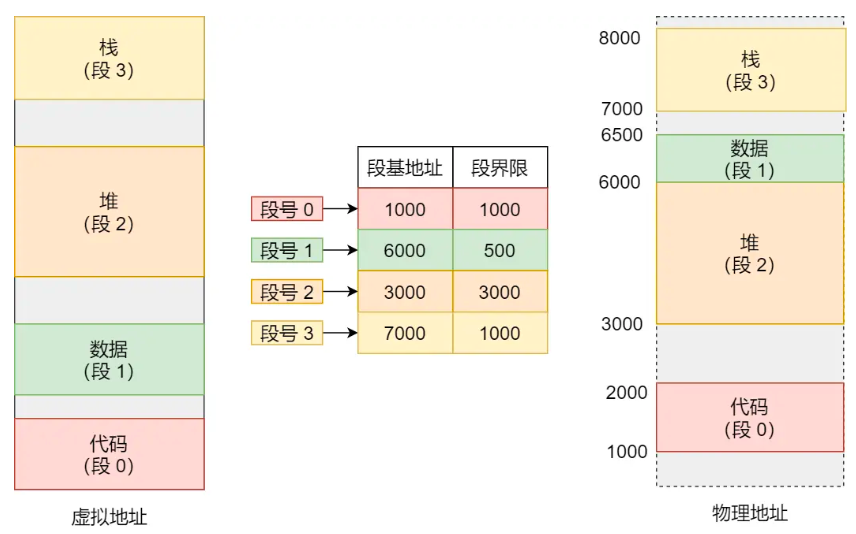 栈
(段 3)
堆
(段 2)
数据
(段 1)
代码
(段 0)
虚拟地址
段基地址 段界限
段号 0 1000 1000
段号 1 6000 500
段号 2 3000 3000
段号 3 7000 1000
8000
栈
(段 3)
7000
6500
数据
(段 1)
6000
堆
(段 2)
3000
2000
代码
(段 0)
1000
物理地址